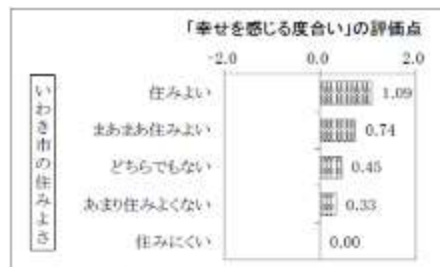 「幸せを感じる度合い」の評価点
-2.0 0.0 2.0
いわき市の住みよさ
住みよい 1.09
まあまあ住みよい 0.74
どちらでもない 0.45
あまり住みよくない 0.33
住みにくい 0.00